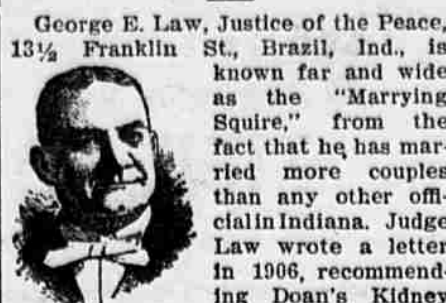 George E. Law, Justice of the Peace,
13½ Franklin St., Brazil, Ind., is
known far and wide
as the "Marrying
Squire," from the
fact that he has mar-
ried more couples
than any other offi-
cial in Indiana. Judge
Law wrote a letter
in 1906, recommend-
ing Doan's Kidney